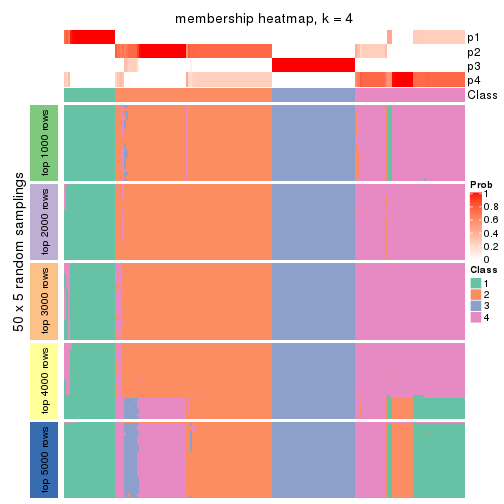 membership heatmap, k = 4
p1
p2
p3
p4
Class
50 x 5 random samplings
top 1000 rows
top 2000 rows
top 3000 rows
top 4000 rows
top 5000 rows
Prob
1
0.8
0.6
0.4
0.2
0
Class
1
2
3
4